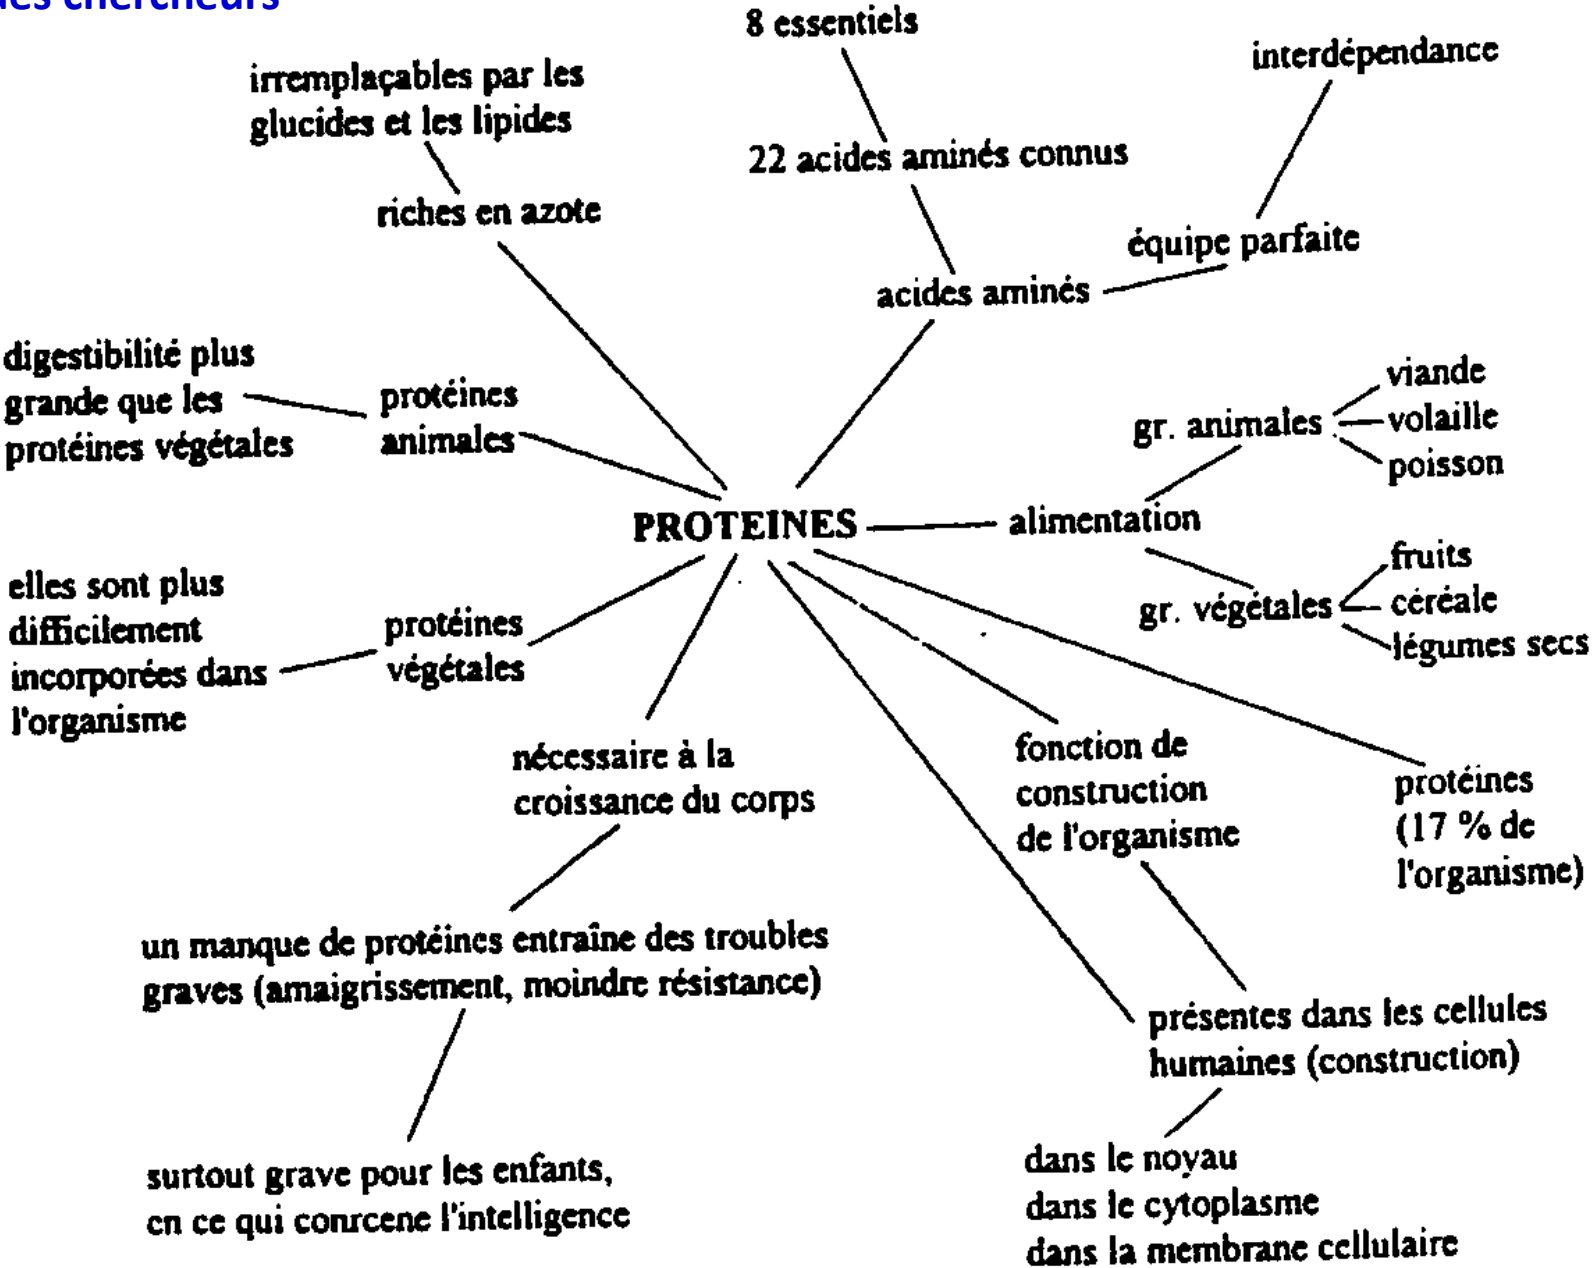 des chercheurs
8 essentiels
interdépendance
irremplaçables par les
glucides et les lipides
22 acides aminés connus
riches en azote
équipe parfaite
acides aminés
digestibilité plus
grande que les
protéines végétales
protéines
animales
gr. animales
viande
volaille
poisson
PROTEINES
alimentation
fruits
céréale
légumes secs
gr. végétales
elles sont plus
difficilement
incorporées dans
l'organisme
protéines
végétales
nécessaire à la
croissance du corps
fonction de
construction
de l'organisme
protéines
(17 % de
l'organisme)
un manque de protéines entraîne des troubles
graves (amaigrissement, moindre résistance)
présentes dans les cellules
humaines (construction)
surtout grave pour les enfants,
en ce qui conrcene l'intelligence
dans le noyau
dans le cytoplasme
dans la membrane cellulaire